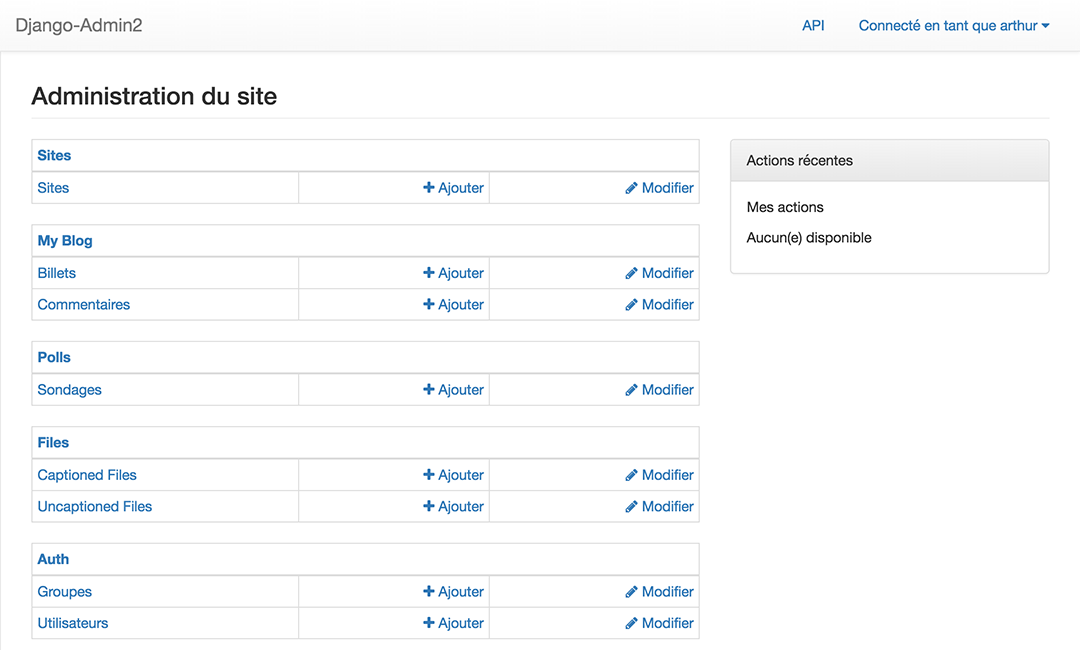 Django-Admin2 API Connecté en tant que arthur
Administration du site
Sites
Sites Ajouter Modifier
My Blog
Billets Ajouter Modifier
Commentaires Ajouter Modifier
Polls
Sondages Ajouter Modifier
Files
Captioned Files Ajouter Modifier
Uncaptioned Files Ajouter Modifier
Auth
Groupes Ajouter Modifier
Utilisateurs Ajouter Modifier
Actions récentes
Mes actions
Aucun(e) disponible